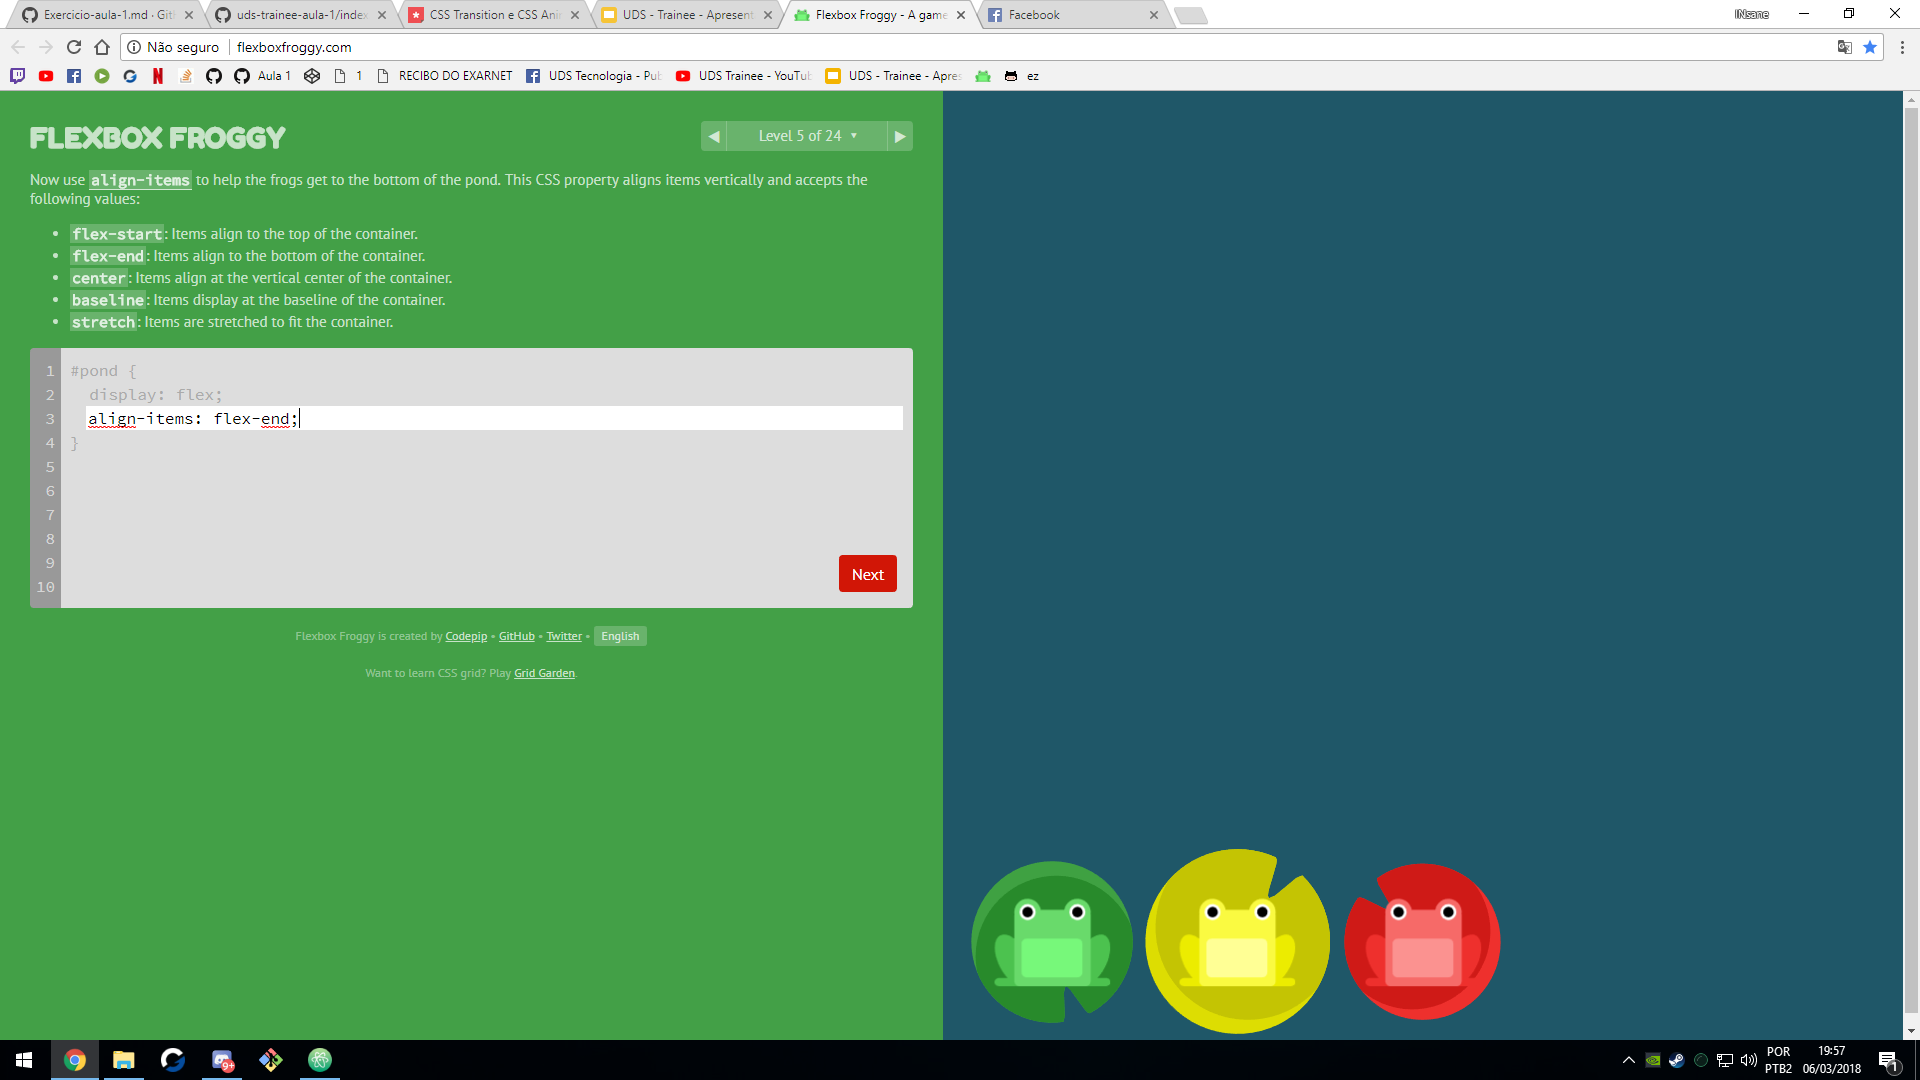 Exercicio-aula-1.md · Git
uds-trainee-aula-1/index
CSS Transition e CSS Ani
UDS - Trainee - Apresent
Flexbox Froggy - A game
Facebook
INsane
Não seguro
flexboxfroggy.com
Aula 1
1
RECIBO DO EXARNET
UDS Tecnologia - Pub
UDS Trainee - YouTu
UDS - Trainee - Apres
ez
FLEXBOX FROGGY
Level 5 of 24
Now use align-items to help the frogs get to the bottom of the pond. This CSS property aligns items vertically and accepts the
following values:
• flex-start: Items align to the top of the container.
• flex-end: Items align to the bottom of the container.
• center: Items align at the vertical center of the container.
• baseline: Items display at the baseline of the container.
• stretch: Items are stretched to fit the container.
1 #pond {
2 display: flex;
3 align-items: flex-end;
4 }
5
6
7
8
9
10
Next
Flexbox Froggy is created by Codepip • GitHub • Twitter • English
Want to learn CSS grid? Play Grid Garden.
9+
POR
PTB2
19:57
06/03/2018
1